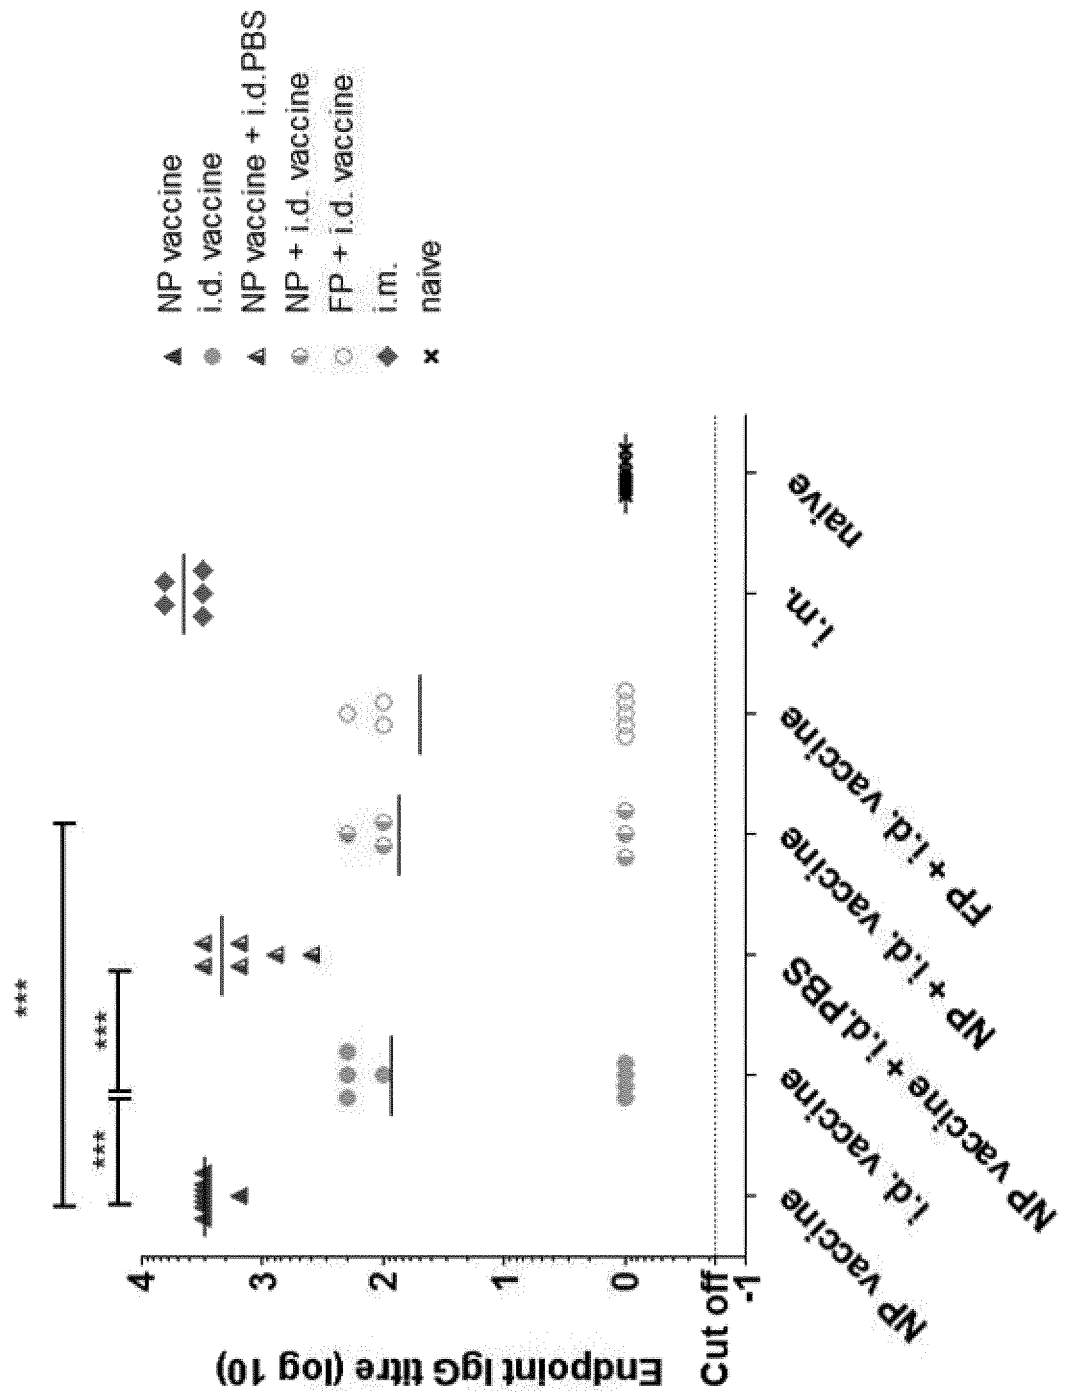 ***
***
***
Endpoint IgG titre (log 10)
4
3
2
1
0
Cut off
-1
NP vaccine
i.d. vaccine
NP vaccine + i.d.PBS
NP + i.d. vaccine
FP + i.d. vaccine
i.m.
naive
NP vaccine
i.d. vaccine
NP vaccine + i.d.PBS
NP + i.d. vaccine
FP + i.d. vaccine
i.m.
naive